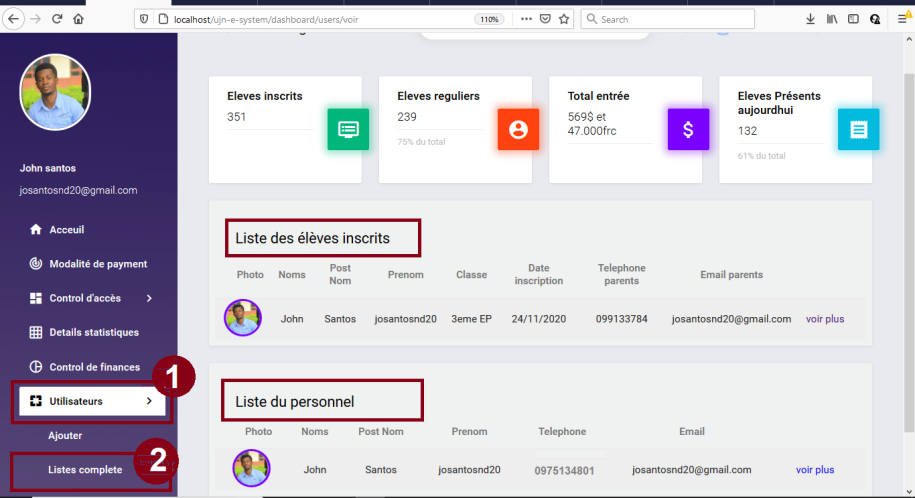 localhost/ujn-e-system/dashboard/users/voir
110%
Search
John santos
josantosnd20@gmail.com
Acceuil
Modalité de payment
Control d'accès
Details statistiques
Control de finances
1
Utilisateurs
Ajouter
2
Listes complete
Eleves inscrits
351
Eleves reguliers
239
75% du total
Total entrée
569$ et
47.000frc
$
Eleves Présents
aujourdhui
132
61% du total
Liste des élèves inscrits
Photo Noms Post Nom Prenom Classe Date inscription Telephone parents Email parents
John Santos josantosnd20 3eme EP 24/11/2020 099133784 josantosnd20@gmail.com voir plus
Liste du personnel
Photo Noms Post Nom Prenom Telephone Email
John Santos josantosnd20 0975134801 josantosnd20@gmail.com voir plus